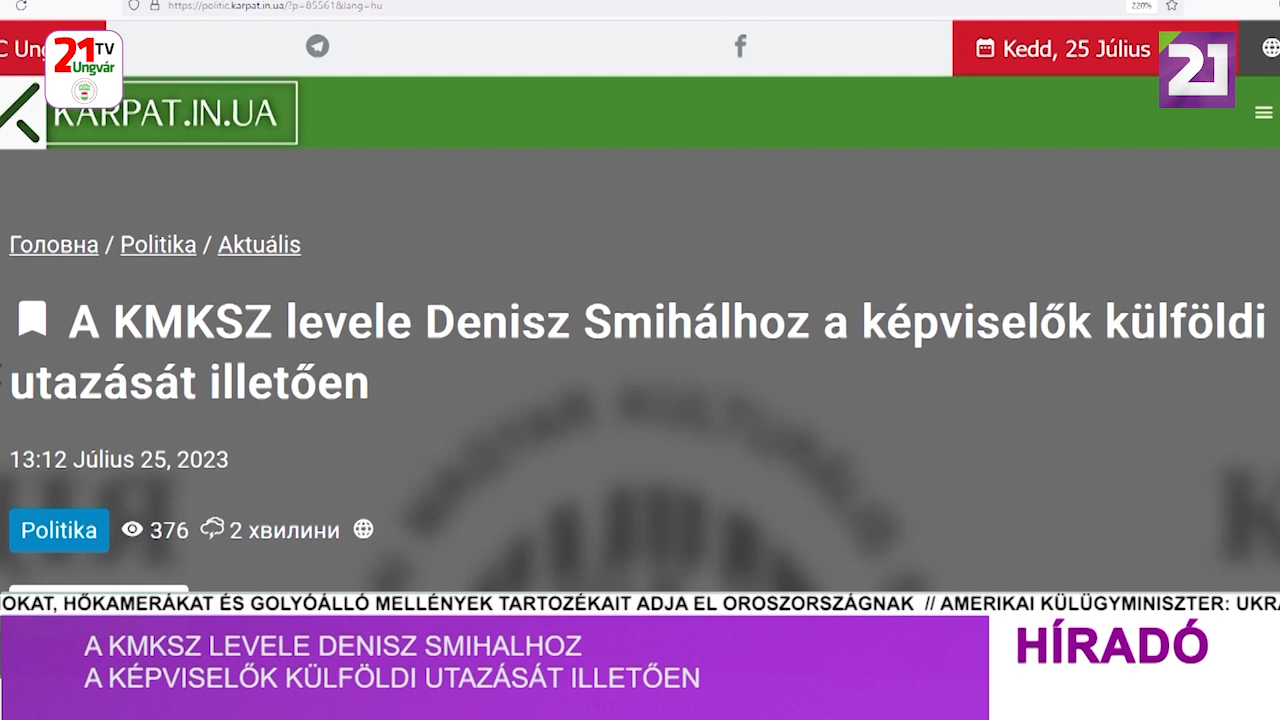 https://politic.karpat.in.ua/?p=85561&lang=hu
220%
C Ung
21 TV
Ungvár
Kedd, 25 Július
21
KARPAT.IN.UA
Головна / Politika / Aktuális
A KMKSZ levele Denisz Smihálhoz a képviselők külföldi
utazását illetően
13:12 Július 25, 2023
Politika 376 2 хвилини
OKAT, HŐKAMERÁKAT ÉS GOLYÓÁLLÓ MELLÉNYEK TARTOZÉKAIT ADJA EL OROSZORSZÁGNAK // AMERIKAI KÜLÜGYMINISZTER: UKRA
A KMKSZ LEVELE DENISZ SMIHALHOZ
A KÉPVISELŐK KÜLFÖLDI UTAZÁSÁT ILLETŐEN
HÍRADÓ